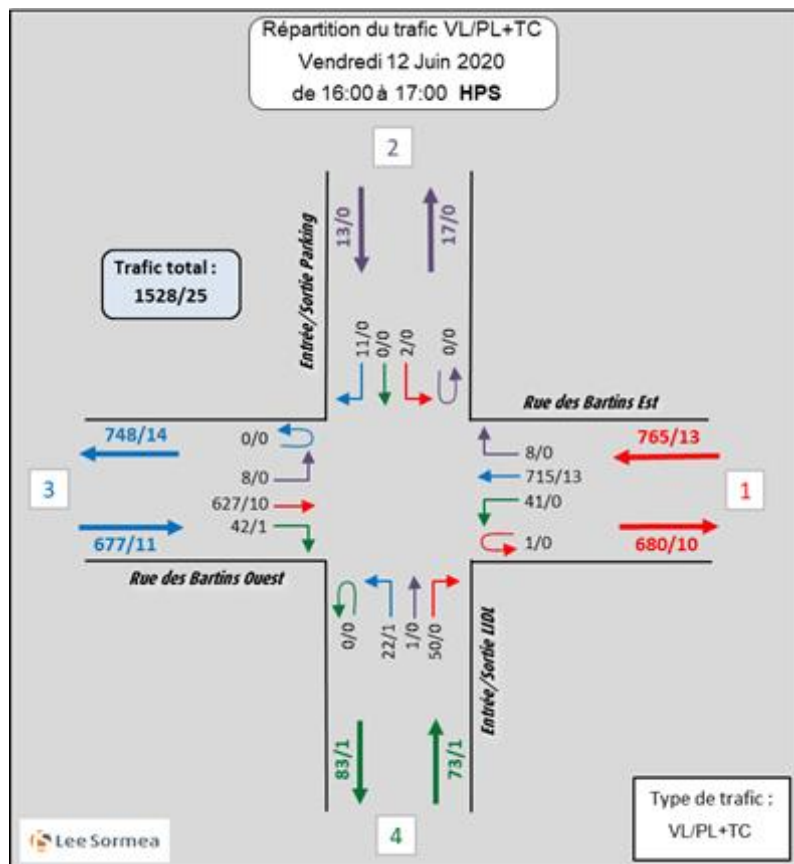 Répartition du trafic VL/PL+TC
Vendredi 12 Juin 2020
de 16:00 à 17:00 HPS
2
13/0
17/0
Entrée/Sortie Parking
Trafic total :
1528/25
11/0
0/0
2/0
0/0
Rue des Bartins Est
748/14
0/0
8/0
765/13
3
8/0
715/13
1
627/10
41/0
42/1
677/11
1/0
680/10
Rue des Bartins Ouest
0/0
22/1
1/0
50/0
Entrée/Sortie LIDL
83/1
73/1
Type de trafic :
VL/PL+TC
Lee Sormea
4